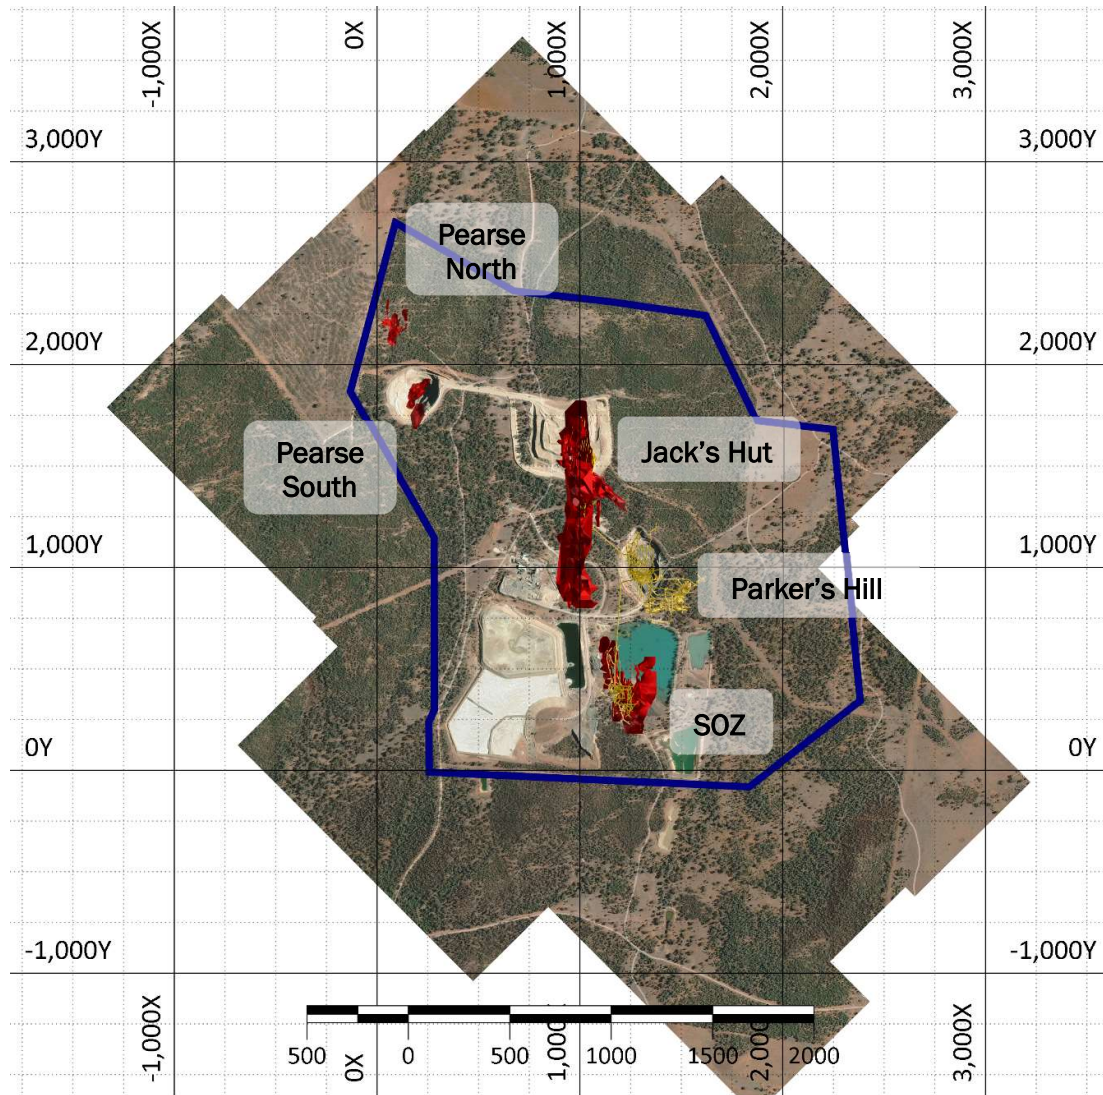 -1,000X
0X
1,000X
2,000X
3,000X
3,000Y
3,000Y
Pearse
North
2,000Y
2,000Y
Pearse
South
Jack's Hut
1,000Y
1,000Y
Parker's Hill
SOZ
0Y
0Y
-1,000Y
-1,000Y
-1,000X
0X
1,000X
2,000X
3,000X
500
0
500
1000
1500
2000